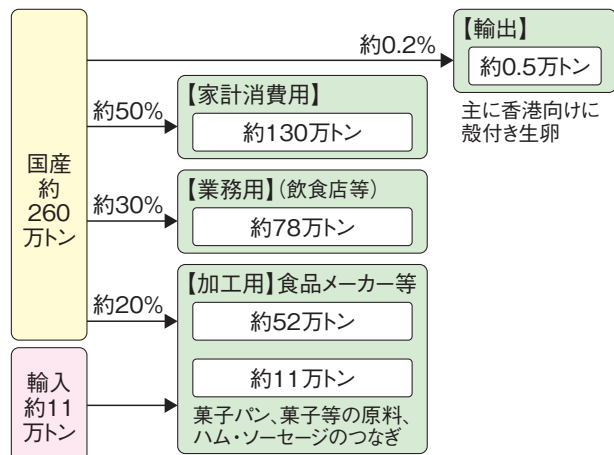 約0.2%
【輸出】
約0.5万トン
主に香港向けに
殻付き生卵
国産
約
260
万トン
約50%
【家計消費用】
約130万トン
約30%
【業務用】(飲食店等)
約78万トン
約20%
【加工用】食品メーカー等
約52万トン
輸入
約11
万トン
約11万トン
菓子パン、菓子等の原料、
ハム・ソーセージのつなぎ